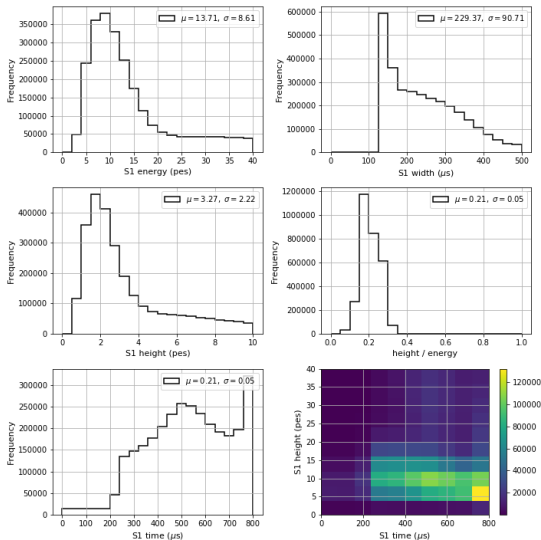 μ = 13.71, σ = 8.61
Frequency
350000
300000
250000
200000
150000
100000
50000
0
0 5 10 15 20 25 30 35 40
S1 energy (pes)
μ = 229.37, σ = 90.71
Frequency
600000
500000
400000
300000
200000
100000
0
0 100 200 300 400 500
S1 width (μs)
μ = 3.27, σ = 2.22
Frequency
400000
300000
200000
100000
0
0 2 4 6 8 10
S1 height (pes)
μ = 0.21, σ = 0.05
Frequency
1200000
1000000
800000
600000
400000
200000
0
0.0 0.2 0.4 0.6 0.8 1.0
height / energy
μ = 0.21, σ = 0.05
Frequency
300000
250000
200000
150000
100000
50000
0
0 100 200 300 400 500 600 700 800
S1 time (μs)
S1 height (pes)
40
35
30
25
20
15
10
5
0
0 200 400 600 800
S1 time (μs)
120000
100000
80000
60000
40000
20000